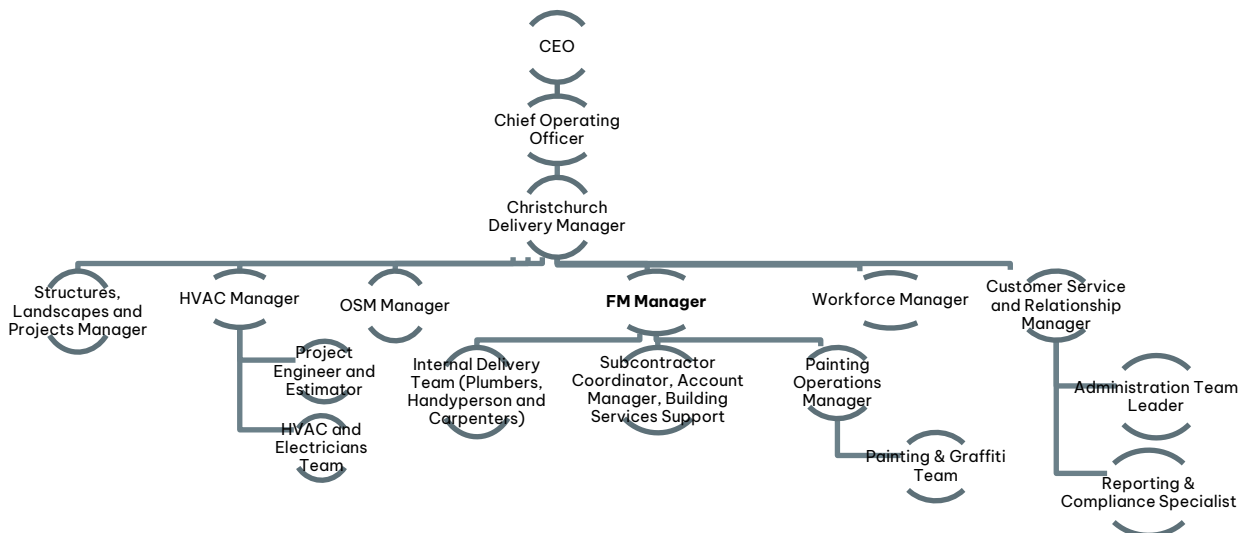 CEO
Chief Operating
Officer
Christchurch
Delivery Manager
Structures,
Landscapes and
Projects Manager
HVAC Manager
OSM Manager
FM Manager
Workforce Manager
Customer Service
and Relationship
Manager
Project
Engineer and
Estimator
HVAC and
Electricians
Team
Internal Delivery
Team (Plumbers,
Handyperson and
Carpenters)
Subcontractor
Coordinator, Account
Manager, Building
Services Support
Painting
Operations
Manager
Painting & Graffiti
Team
Administration Team
Leader
Reporting &
Compliance Specialist